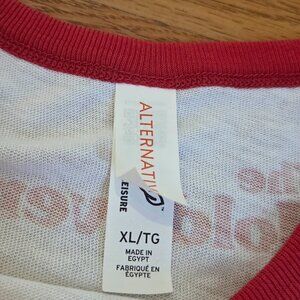 ALTERNATIV
EISURE
XL/TG
MADE IN
EGYPT
FABRIQUÉ EN
ÉGYPTE